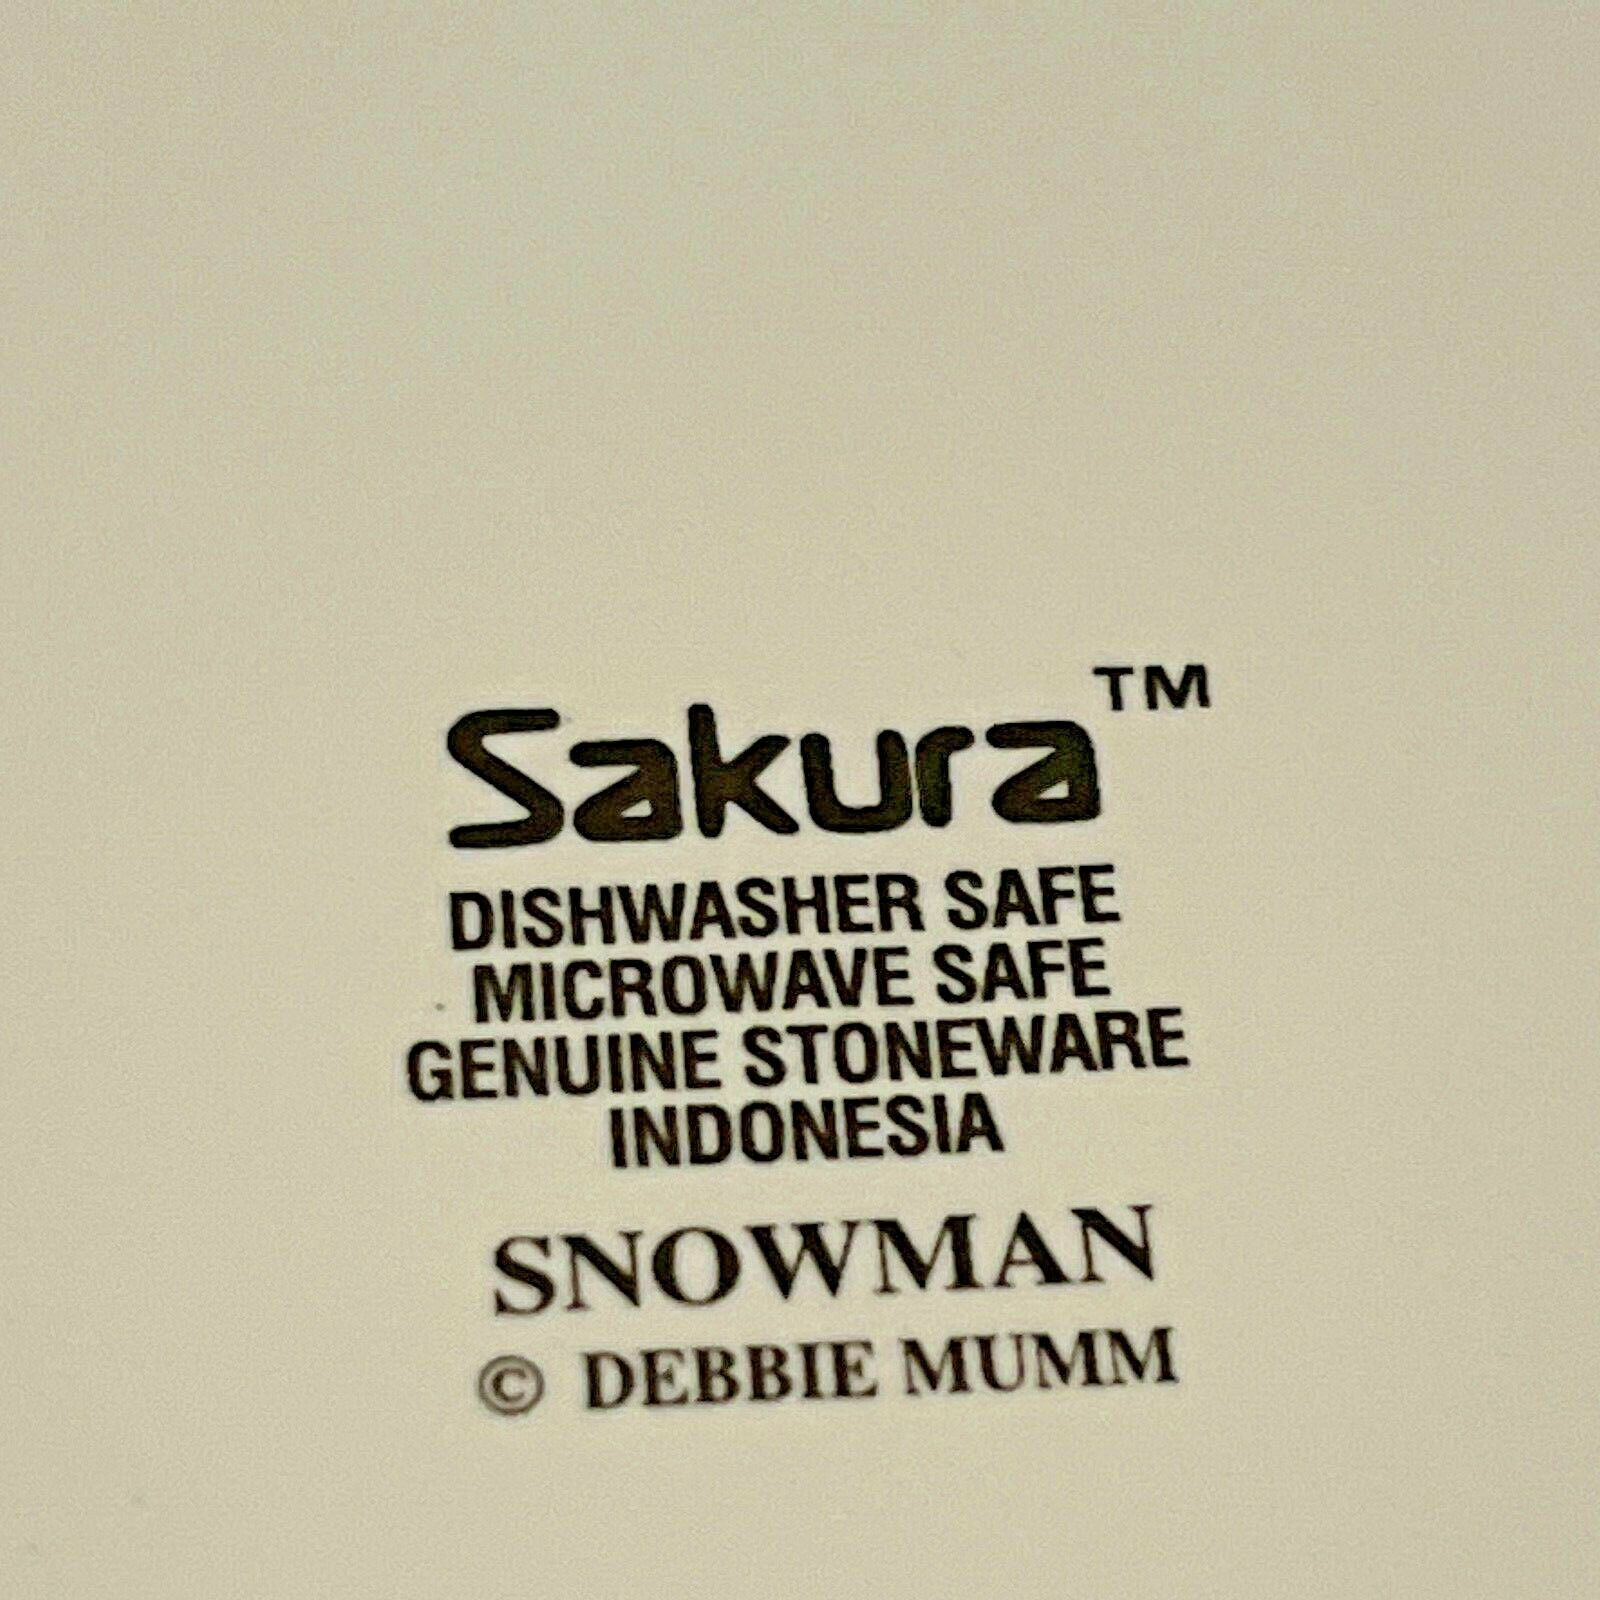 Sakura™
DISHWASHER SAFE
MICROWAVE SAFE
GENUINE STONEWARE
INDONESIA
SNOWMAN
© DEBBIE MUMM